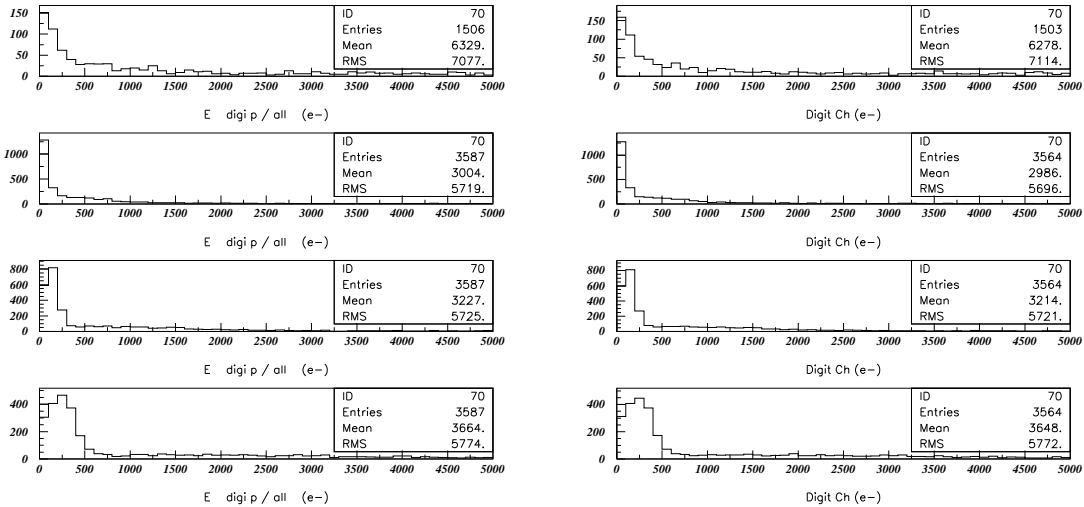 150
100
50
0
0 500 1000 1500 2000 2500 3000 3500 4000 4500 5000
ID 70
Entries 1506
Mean 6329.
RMS 7077.
E digi p / all (e-)
150
100
50
0
0 500 1000 1500 2000 2500 3000 3500 4000 4500 5000
ID 70
Entries 1503
Mean 6278.
RMS 7114.
Digit Ch (e-)
1000
500
0
0 500 1000 1500 2000 2500 3000 3500 4000 4500 5000
ID 70
Entries 3587
Mean 3004.
RMS 5719.
E digi p / all (e-)
1000
500
0
0 500 1000 1500 2000 2500 3000 3500 4000 4500 5000
ID 70
Entries 3564
Mean 2986.
RMS 5696.
Digit Ch (e-)
800
600
400
200
0
0 500 1000 1500 2000 2500 3000 3500 4000 4500 5000
ID 70
Entries 3587
Mean 3227.
RMS 5725.
E digi p / all (e-)
800
600
400
200
0
0 500 1000 1500 2000 2500 3000 3500 4000 4500 5000
ID 70
Entries 3564
Mean 3214.
RMS 5721.
Digit Ch (e-)
400
200
0
0 500 1000 1500 2000 2500 3000 3500 4000 4500 5000
ID 70
Entries 3587
Mean 3664.
RMS 5774.
E digi p / all (e-)
400
200
0
0 500 1000 1500 2000 2500 3000 3500 4000 4500 5000
ID 70
Entries 3564
Mean 3648.
RMS 5772.
Digit Ch (e-)